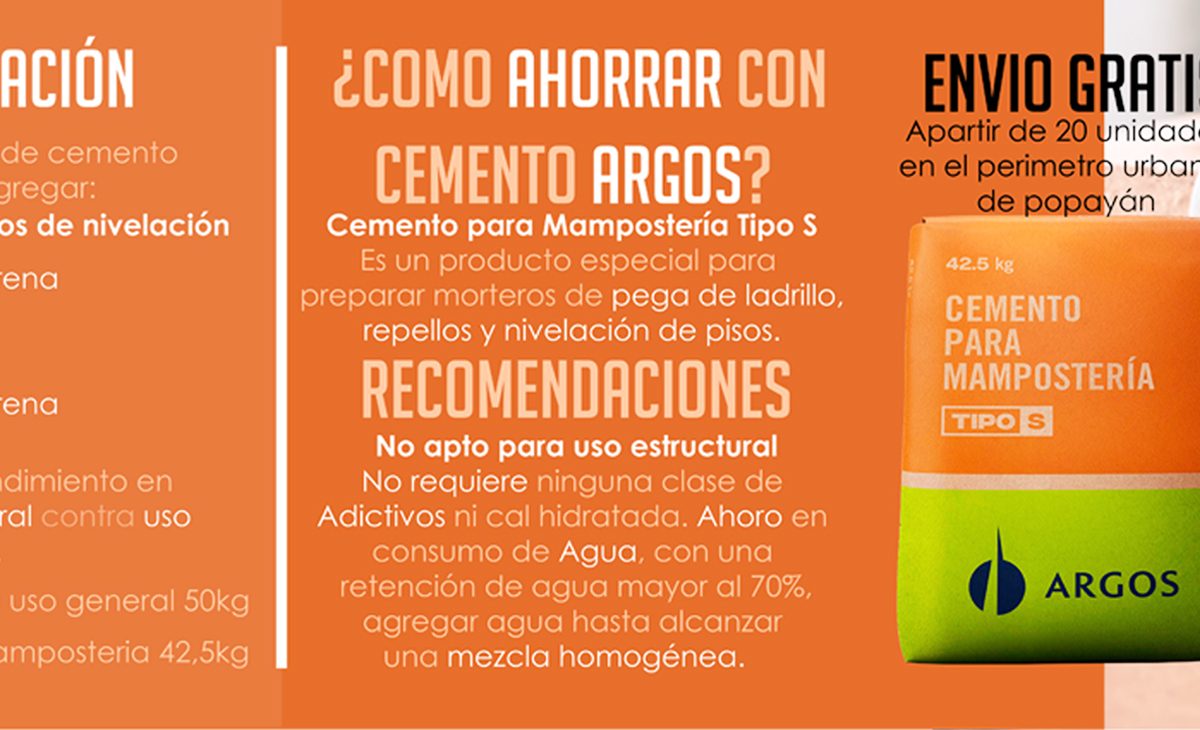 ACIÓN
de cemento
gregar:
os de nivelación
rena
rena
ndimiento en
ral contra uso
uso general 50kg
amposteria 42,5kg
¿COMO AHORRAR CON
CEMENTO ARGOS?
Cemento para Mampostería Tipo S
Es un producto especial para
preparar morteros de pega de ladrillo,
repellos y nivelación de pisos.
RECOMENDACIONES
No apto para uso estructural
No requiere ninguna clase de
Adictivos ni cal hidratada. Ahoro en
consumo de Agua, con una
retención de agua mayor al 70%,
agregar agua hasta alcanzar
una mezcla homogénea.
ENVIO GRATIS
Apartir de 20 unidade
en el perimetro urban
de popayán
42.5 kg
CEMENTO
PARA
MAMPOSTERÍA
TIPO S
ARGOS